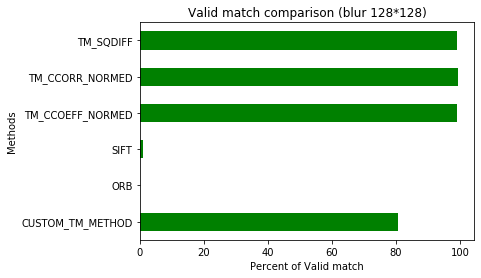 Valid match comparison (blur 128*128)
TM_SQDIFF
TM_CCORR_NORMED
TM_CCOEFF_NORMED
SIFT
ORB
CUSTOM_TM_METHOD
Methods
0 20 40 60 80 100
Percent of Valid match